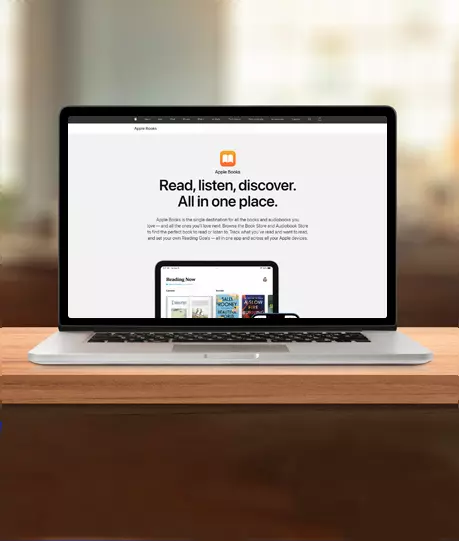 Apple Books
Apple Books
Read, listen, discover.
All in one place.
Apple Books is the single destination for all the books and audiobooks you
love — and all the ones you'll love next. Browse the Book Store and Audiobook Store
to find the perfect book to read or listen to. Track what you've read and want to read,
and set your own Reading Goals — all in one app and across all your Apple devices.
Reading Now
SALLY
ROONEY
BEAUTIFUL
WORLD
A SLOW
FIRE
BURNING